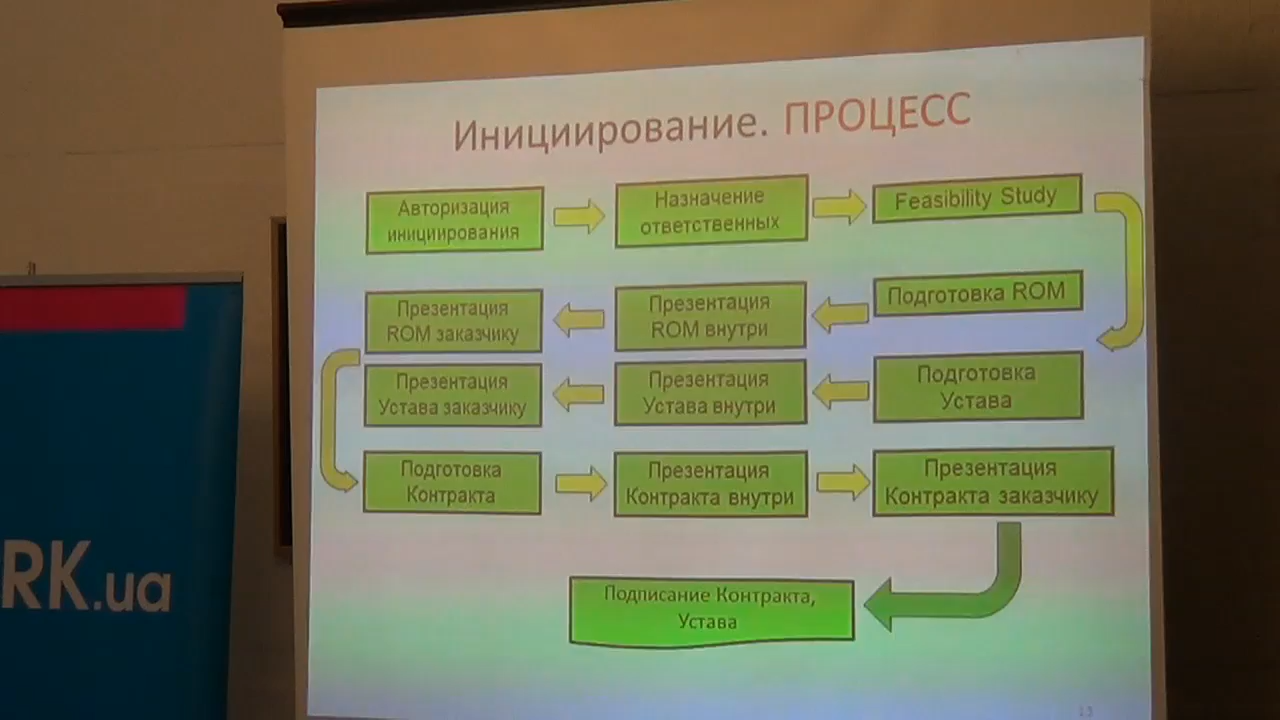 Инициирование. ПРОЦЕСС
Авторизация
инициирования
Назначение
ответственных
Feasibility Study
Презентация
ROM заказчику
Презентация
ROM внутри
Подготовка ROM
Презентация
Устава заказчику
Презентация
Устава внутри
Подготовка
Устава
Подготовка
Контракта
Презентация
Контракта внутри
Презентация
Контракта заказчику
Подписание Контракта,
Устава
RK.ua